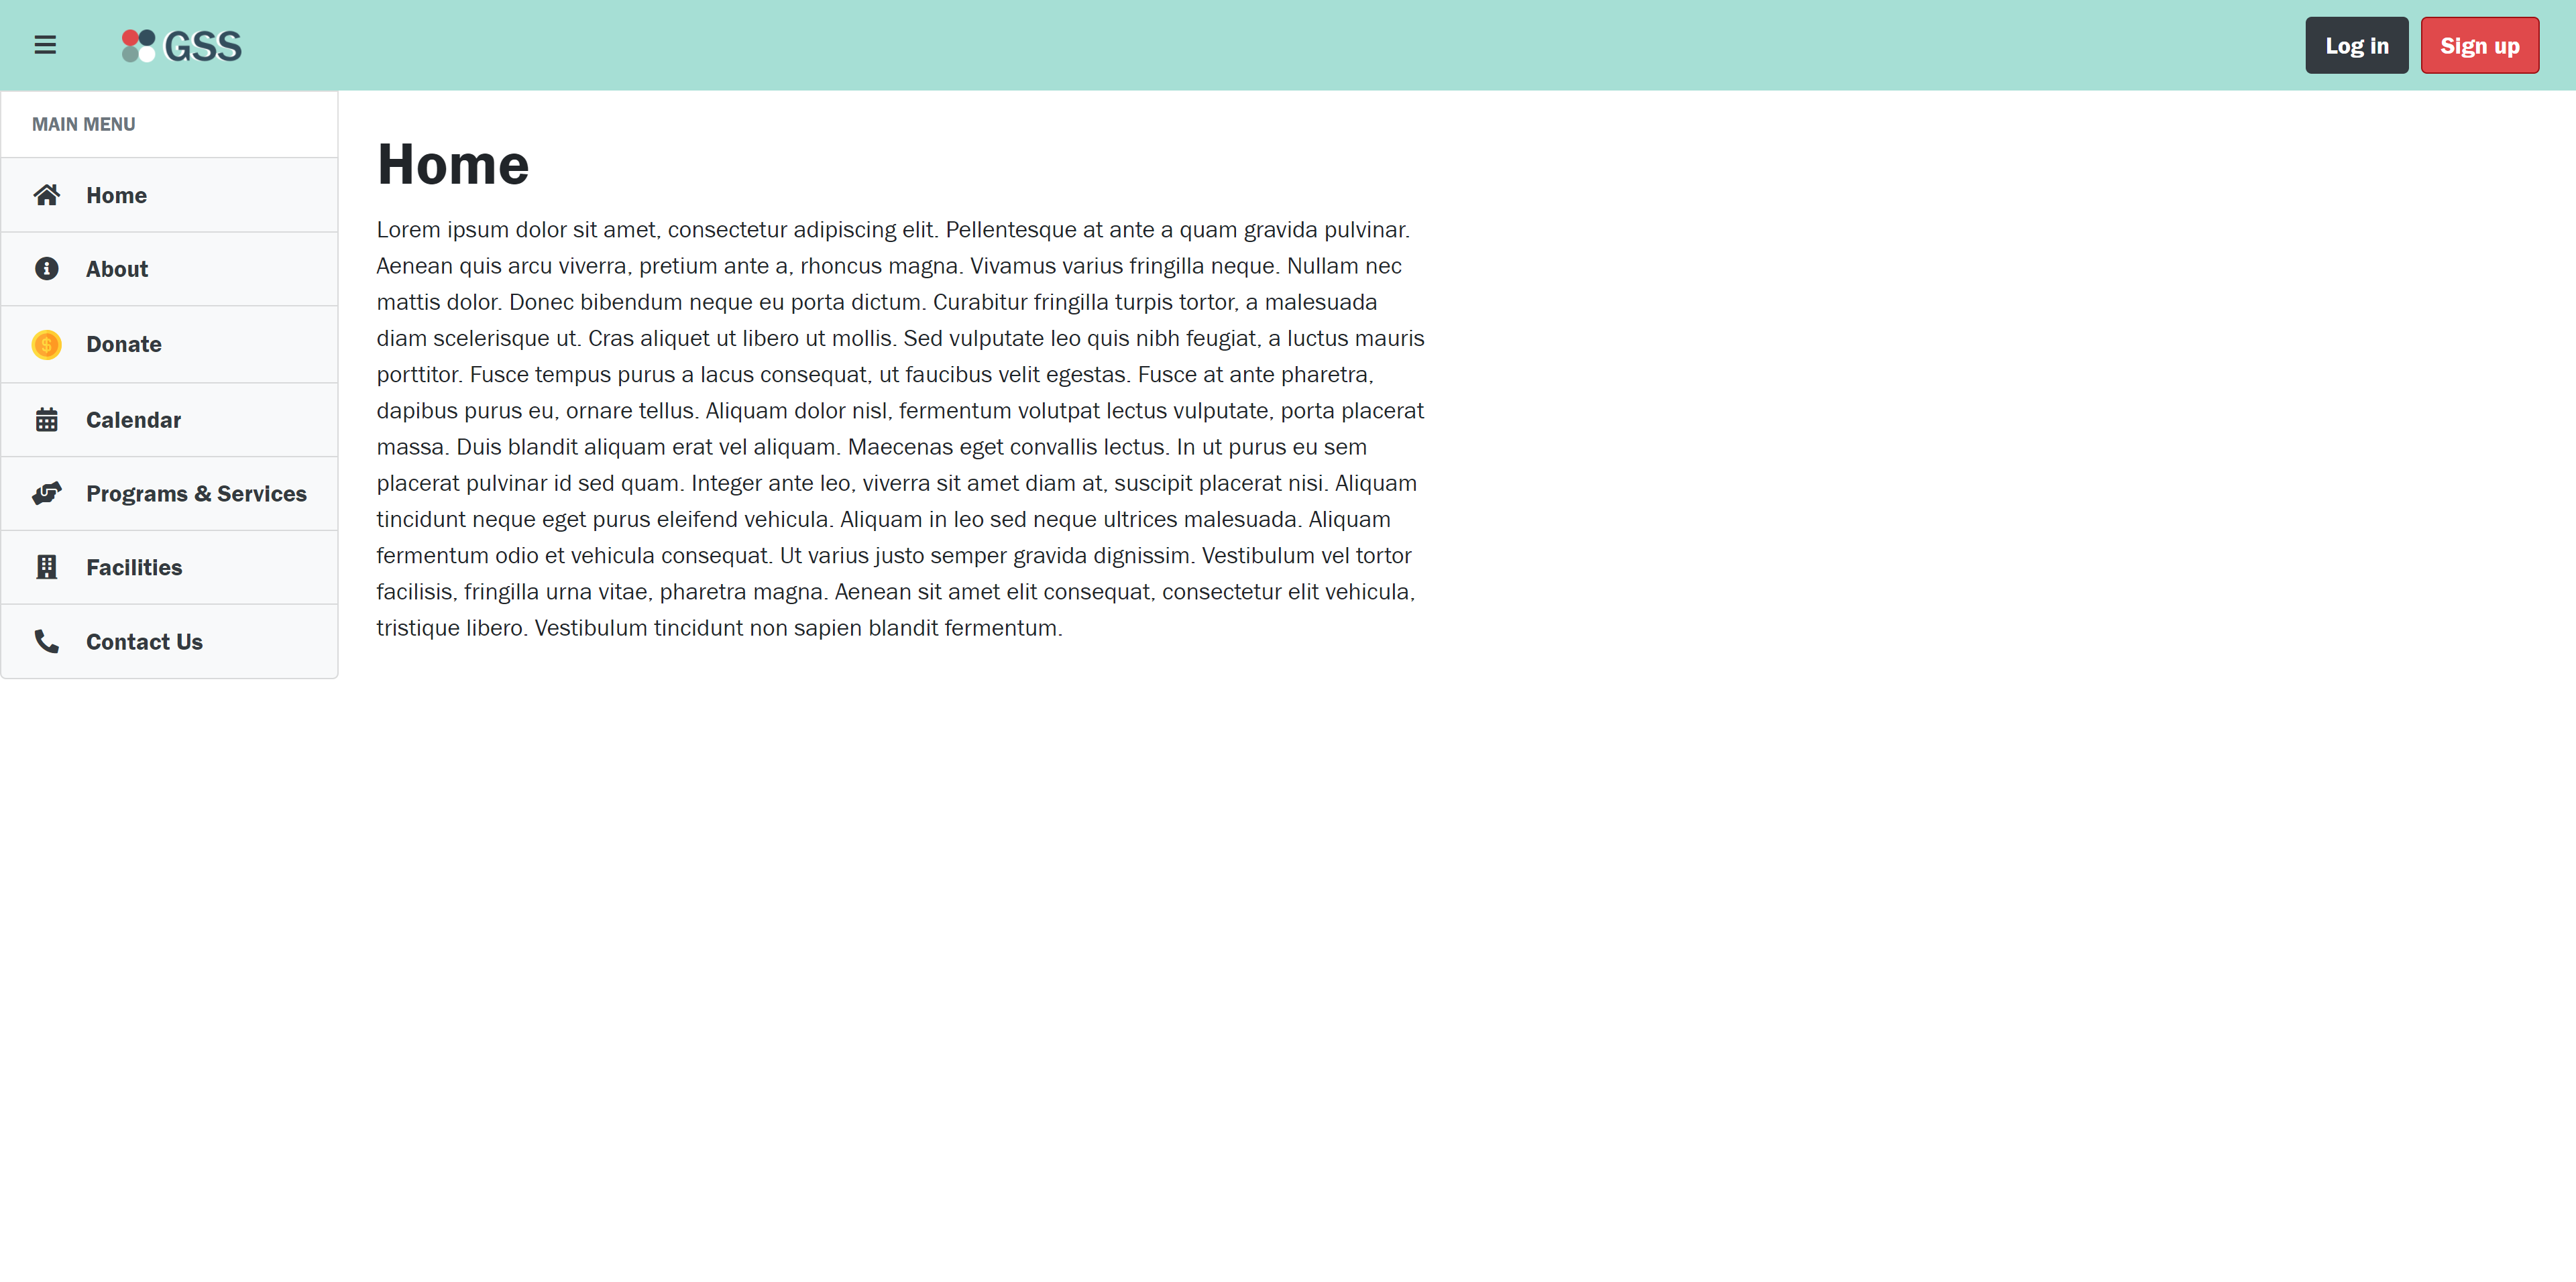 GSS
Log in
Sign up
MAIN MENU
Home
About
$
Donate
Calendar
Programs & Services
Facilities
Contact Us
Home
Lorem ipsum dolor sit amet, consectetur adipiscing elit. Pellentesque at ante a quam gravida pulvinar.
Aenean quis arcu viverra, pretium ante a, rhoncus magna. Vivamus varius fringilla neque. Nullam nec
mattis dolor. Donec bibendum neque eu porta dictum. Curabitur fringilla turpis tortor, a malesuada
diam scelerisque ut. Cras aliquet ut libero ut mollis. Sed vulputate leo quis nibh feugiat, a luctus mauris
porttitor. Fusce tempus purus a lacus consequat, ut faucibus velit egestas. Fusce at ante pharetra,
dapibus purus eu, ornare tellus. Aliquam dolor nisl, fermentum volutpat lectus vulputate, porta placerat
massa. Duis blandit aliquam erat vel aliquam. Maecenas eget convallis lectus. In ut purus eu sem
placerat pulvinar id sed quam. Integer ante leo, viverra sit amet diam at, suscipit placerat nisi. Aliquam
tincidunt neque eget purus eleifend vehicula. Aliquam in leo sed neque ultrices malesuada. Aliquam
fermentum odio et vehicula consequat. Ut varius justo semper gravida dignissim. Vestibulum vel tortor
facilisis, fringilla urna vitae, pharetra magna. Aenean sit amet elit consequat, consectetur elit vehicula,
tristique libero. Vestibulum tincidunt non sapien blandit fermentum.